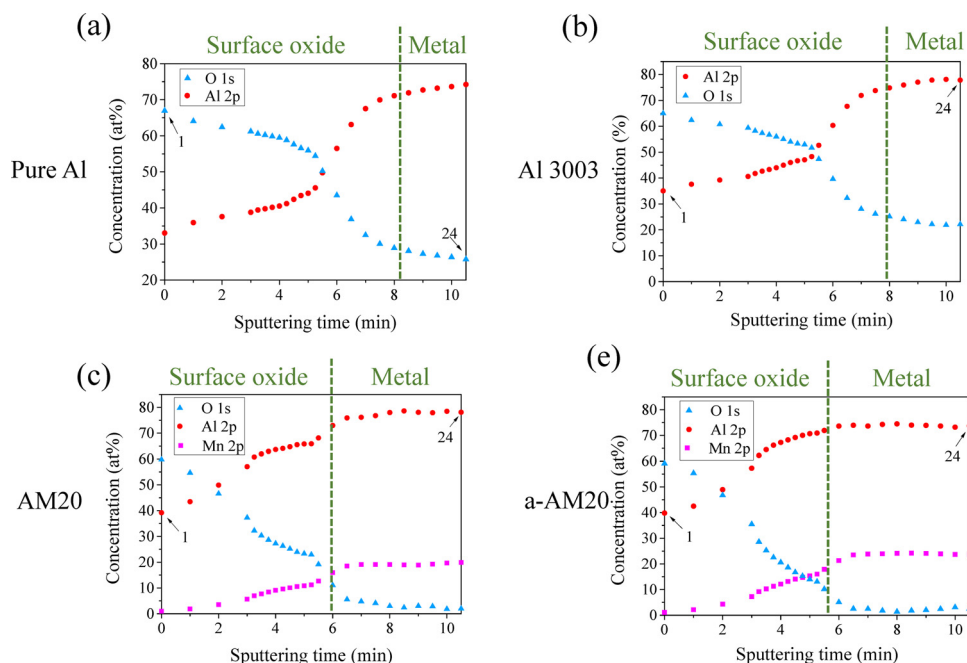 (a)
Surface oxide Metal
O 1s
Al 2p
80
70
60
50
40
30
20
Concentration (at%)
1
24
0 2 4 6 8 10
Sputtering time (min)
Pure Al
(b)
Surface oxide Metal
Al 2p
O 1s
80
70
60
50
40
30
20
10
0
Concentration (%)
1
24
0 2 4 6 8 10
Sputtering time (min)
Al 3003
(c)
Surface oxide Metal
O 1s
Al 2p
Mn 2p
80
70
60
50
40
30
20
10
0
Concentration (at%)
1
24
0 2 4 6 8 10
Sputtering time (min)
AM20
(e)
Surface oxide Metal
O 1s
Al 2p
Mn 2p
80
70
60
50
40
30
20
10
0
Concentration (at%)
1
24
0 2 4 6 8 10
Sputtering time (min)
a-AM20